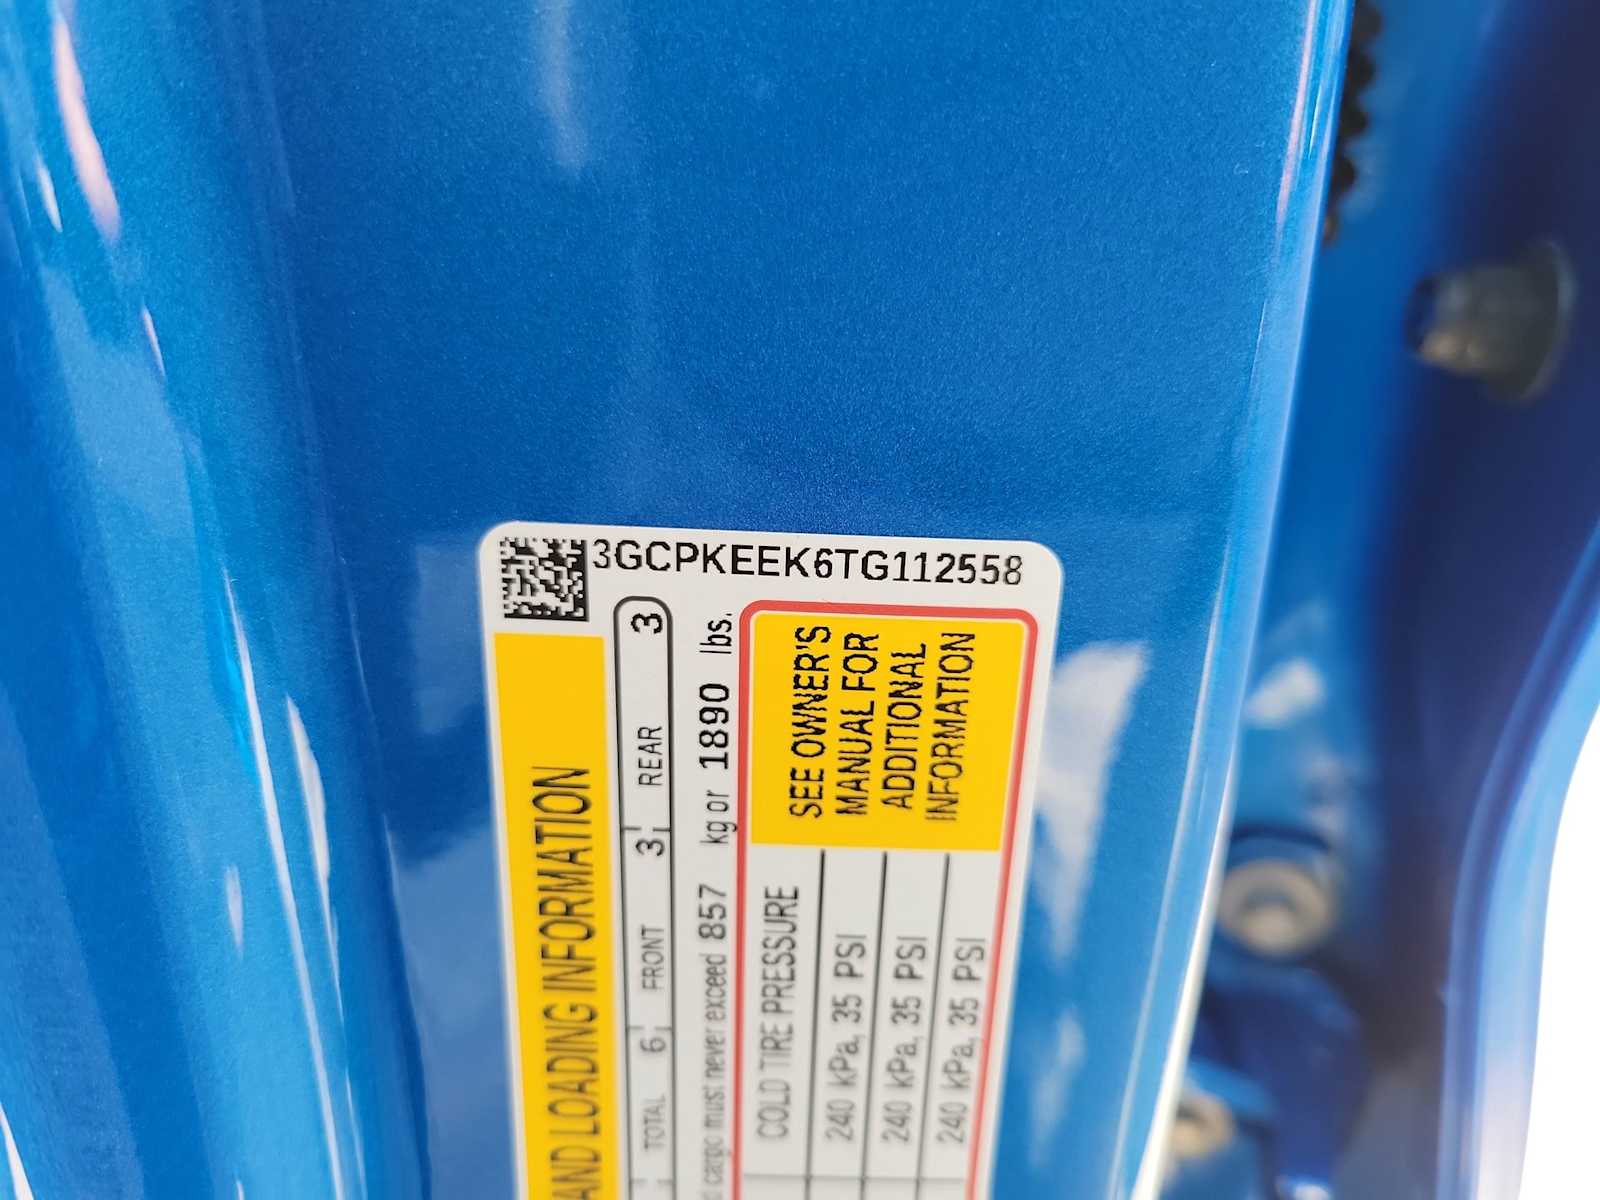 3GCPKEEK6TG112558
AND LOADING INFORMATION
TOTAL 6 FRONT 3 REAR 3
cargo must never exceed 857 kg or 1890 lbs.
SEE OWNER'S
MANUAL FOR
ADDITIONAL
INFORMATION
COLD TIRE PRESSURE
240 kPa, 35 PSI
240 kPa, 35 PSI
240 kPa, 35 PSI